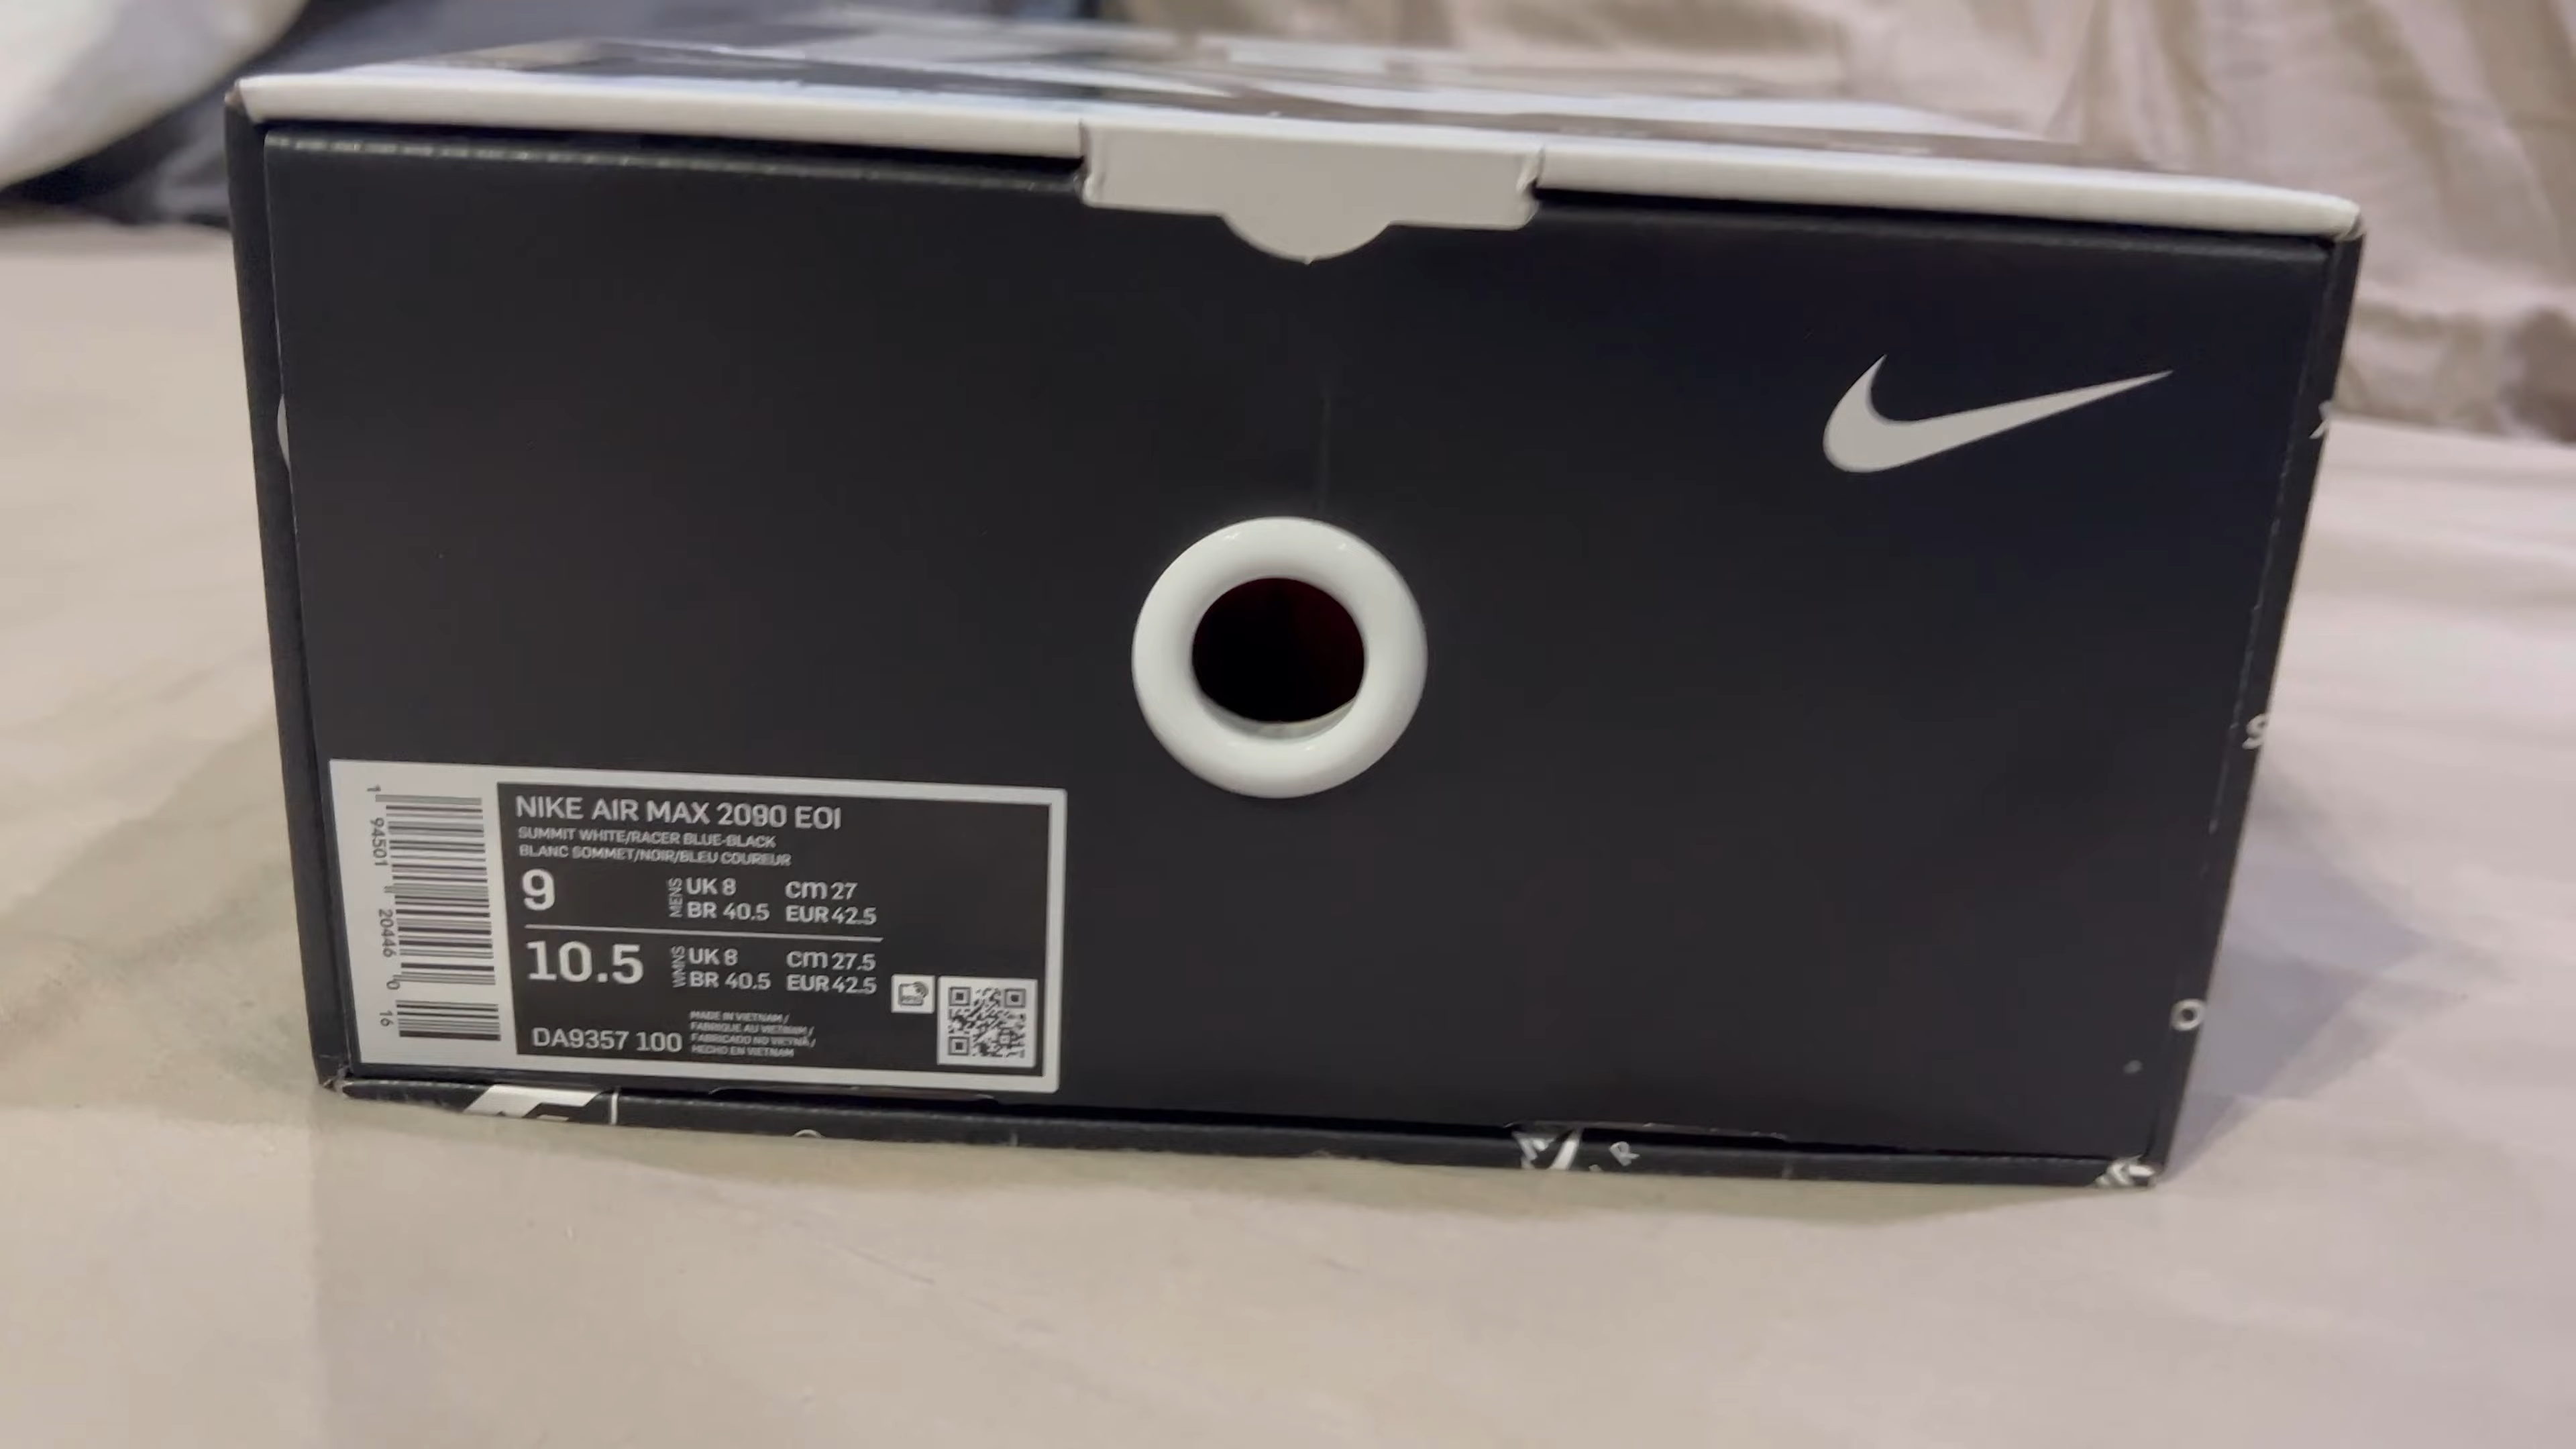 NIKE AIR MAX 2090 EOI
SUMMIT WHITE/RACER BLUE-BLACK
BLANC SOMMET/NOIR/BLEU COUREUR
9 MENS UK 8 cm 27
BR 40.5 EUR 42.5
10.5 WMNS UK 8 cm 27.5
BR 40.5 EUR 42.5
DA9357 100
MADE IN VIETNAM /
FABRIQUE AU VIETNAM /
FABRICADO NO VIETNÃ /
HECHO EN VIETNAM
1 94501 20446 0 16
S
O
R